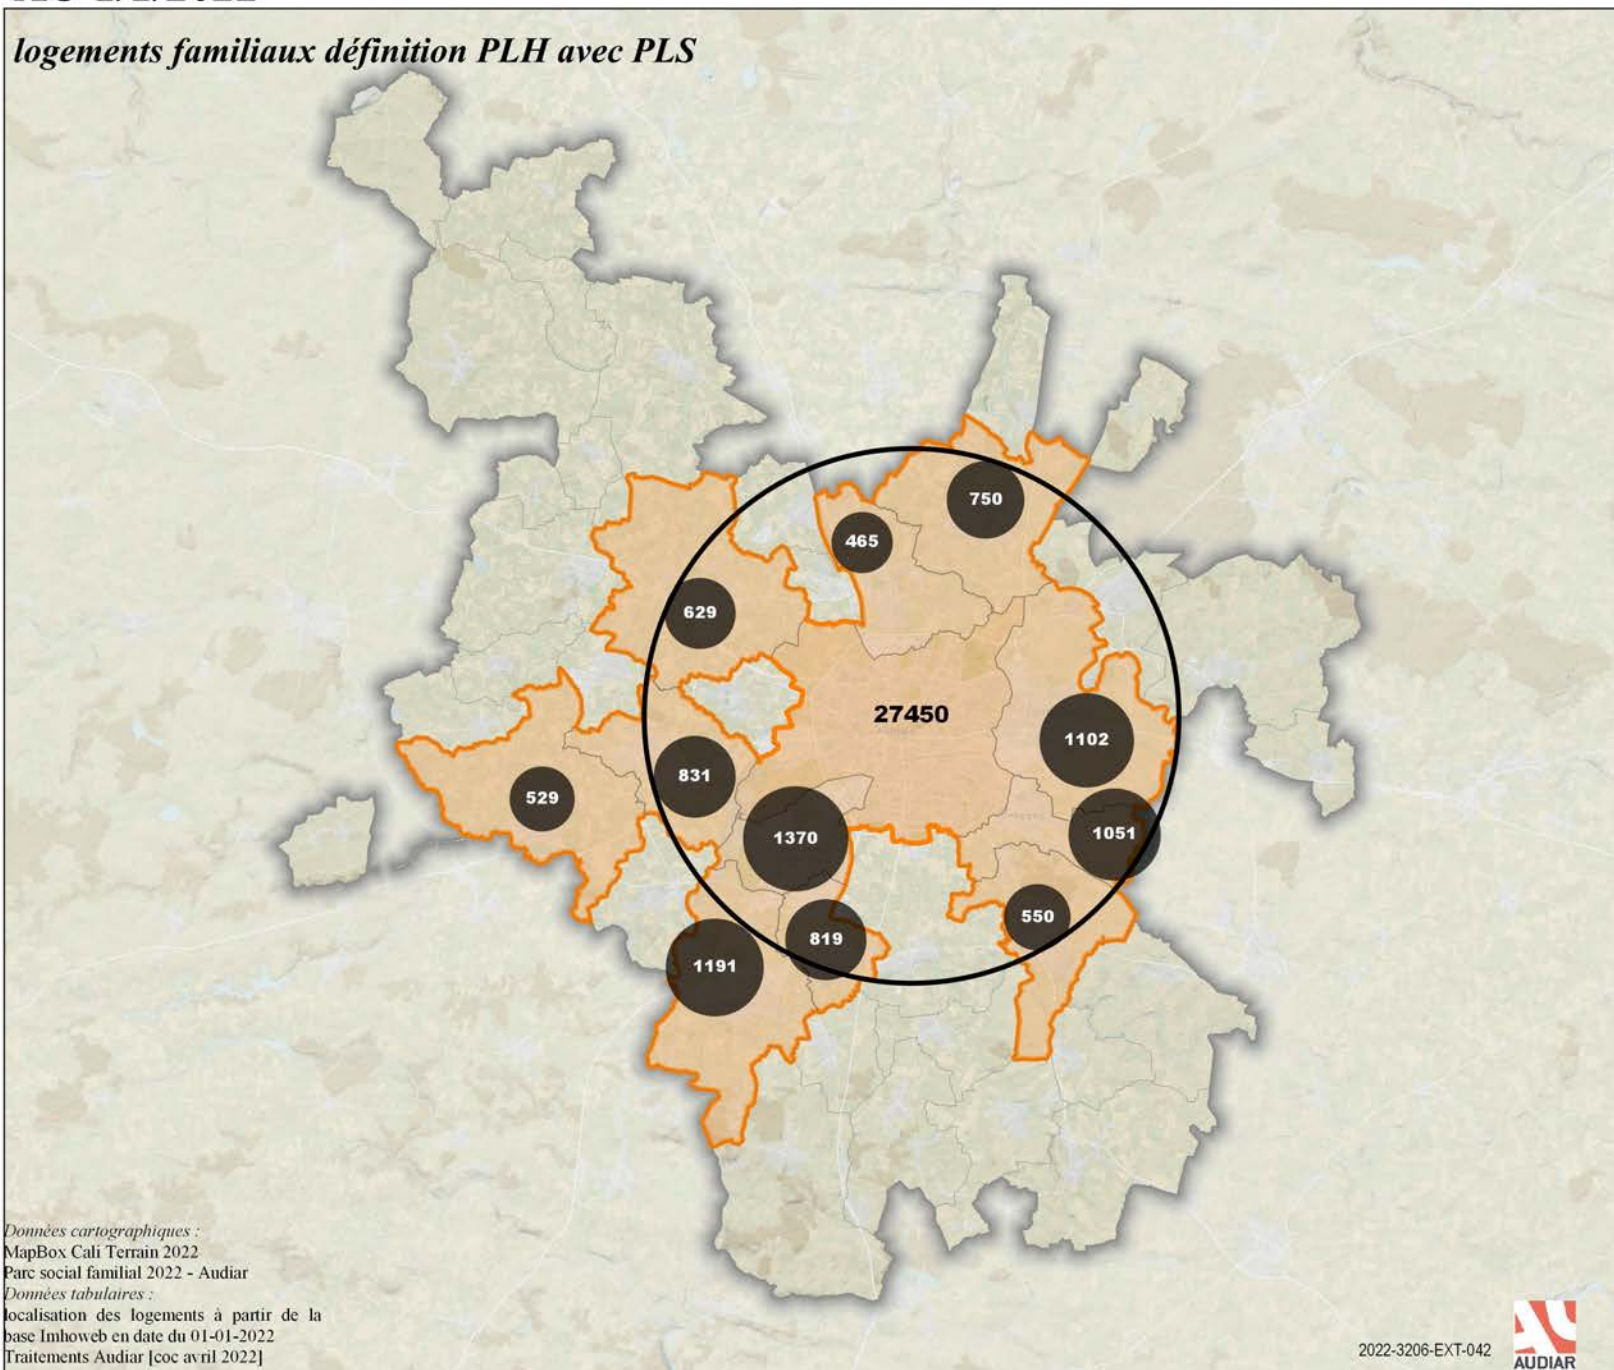 logements familiaux définition PLH avec PLS
750
465
629
27450
1102
831
529
1051
1370
550
819
1191
Données cartographiques :
MapBox Cali Terrain 2022
Parc social familial 2022 - Audiar
Données tabulaires :
localisation des logements à partir de la
base Imhoweb en date du 01-01-2022
Traitements Audiar [coc avril 2022]
2022-3206-EXT-042
AUDIAR